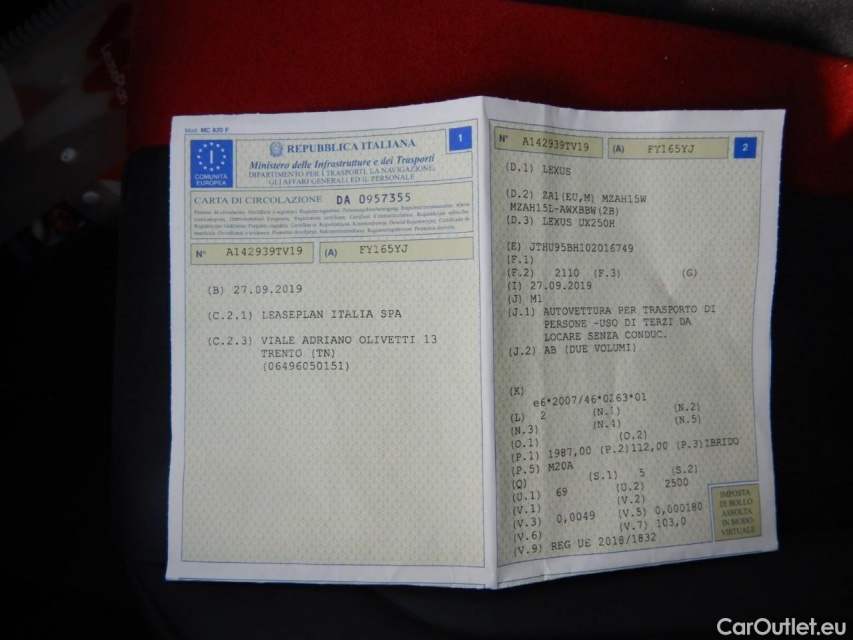 Mod. MC 820 F
I
COMUNITÀ
EUROPEA
REPUBBLICA ITALIANA
Ministero delle Infrastrutture e dei Trasporti
DIPARTIMENTO PER I TRASPORTI, LA NAVIGAZIONE,
GLI AFFARI GENERALI ED IL PERSONALE
1
CARTA DI CIRCOLAZIONE DA 0957355
N° A142939TV19 (A) FY165YJ
(B) 27.09.2019
(C.2.1) LEASEPLAN ITALIA SPA
(C.2.3) VIALE ADRIANO OLIVETTI 13
TRENTO (TN)
(06496050151)
N° A142939TV19 (A) FY165YJ 2
(D.1) LEXUS
(D.2) ZA1(EU,M) MZAH15W
MZAH15L-AWXBBW(2B)
(D.3) LEXUS UX250H
(E) JTHU95BH102016749
(F.1)
(F.2) 2110 (F.3) (G)
(I) 27.09.2019
(J) M1
(J.1) AUTOVETTURA PER TRASPORTO DI
PERSONE -USO DI TERZI DA
LOCARE SENZA CONDUC.
(J.2) AB (DUE VOLUMI)
(K)
e6*2007/46*0263*01
(L) 2 (N.1) (N.2)
(N.3) (N.4) (N.5)
(O.1) (O.2)
(P.1) 1987,00 (P.2)112,00 (P.3)IBRIDO
(P.5) M20A
(Q) (S.1) 5 (S.2)
(U.1) 69 (U.2) 2500
(V.1) (V.2)
(V.3) 0,0049 (V.5) 0,000180
(V.6) (V.7) 103,0
(V.9) REG UE 2018/1832
IMPOSTA
DI BOLLO
ASSOLTA
IN MODO
VIRTUALE
CarOutlet.eu